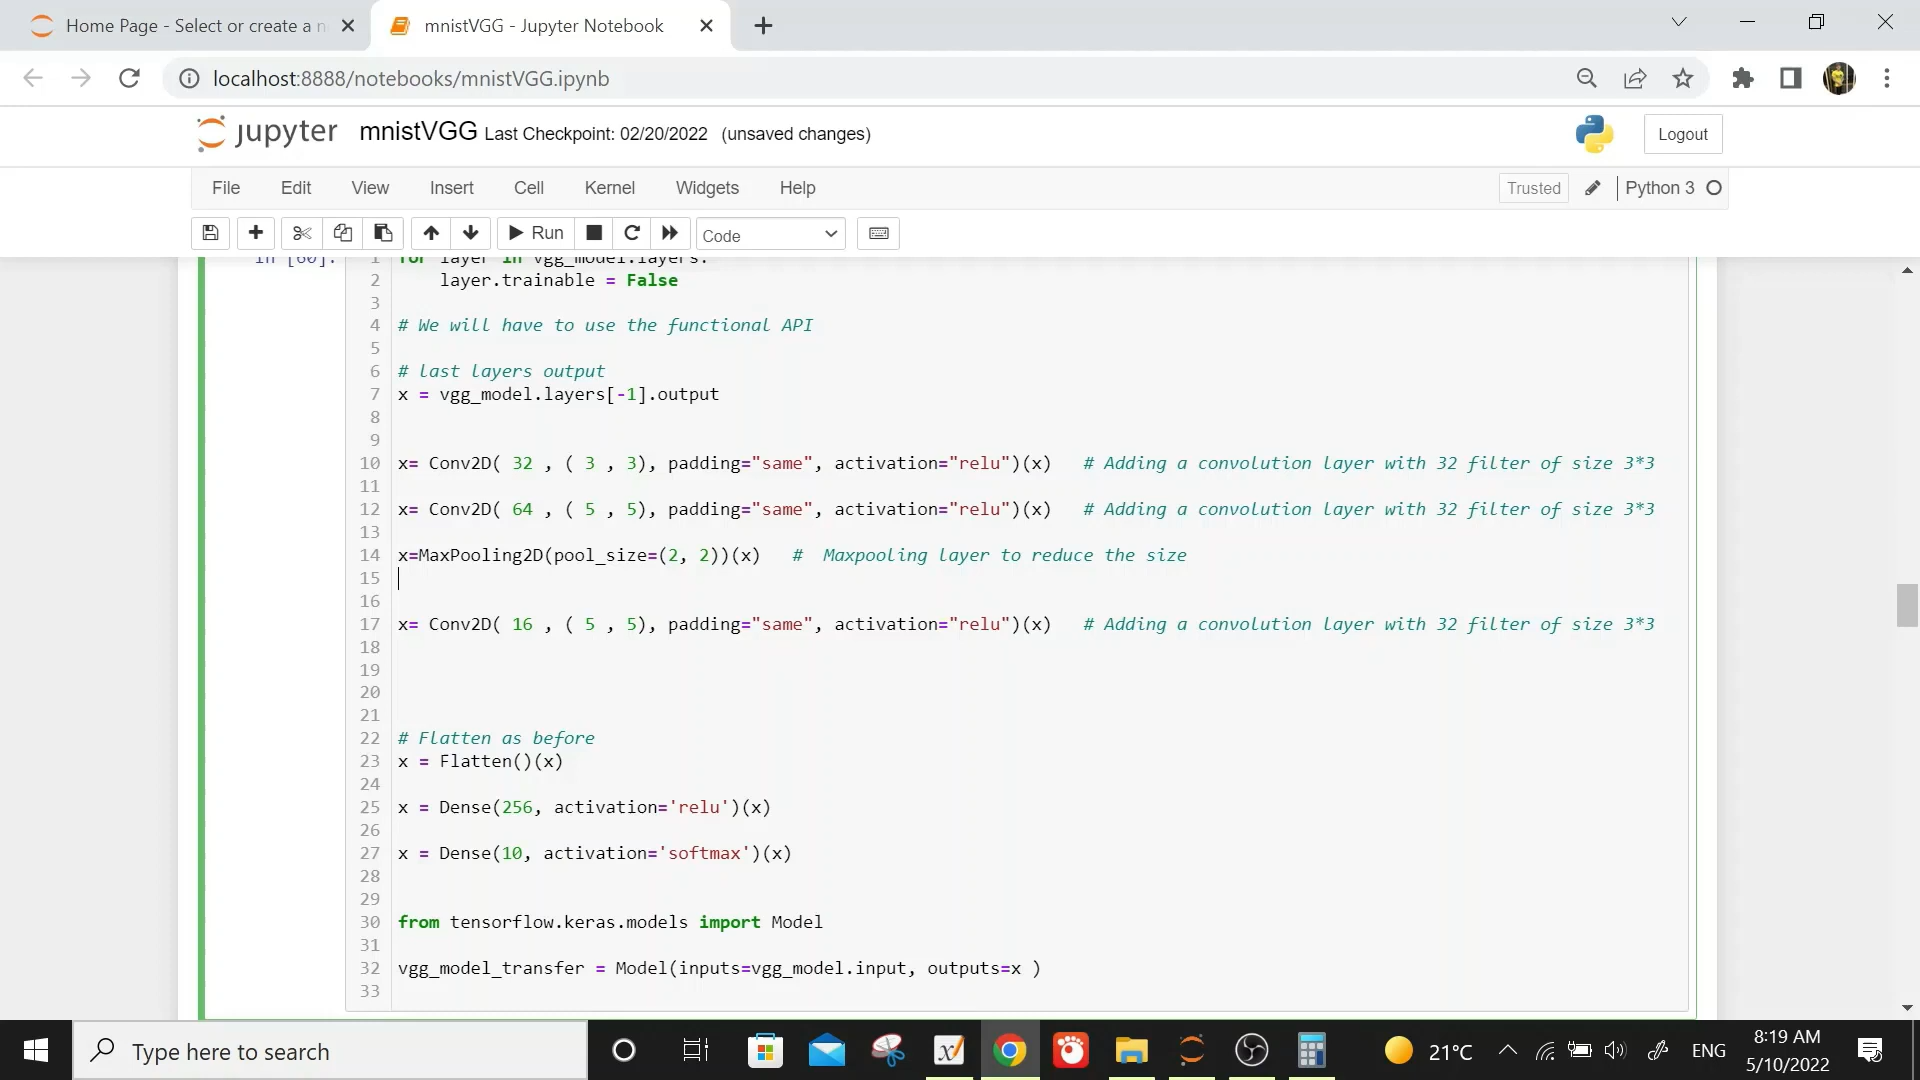 Home Page - Select or create a n
mnistVGG - Jupyter Notebook
localhost:8888/notebooks/mnistVGG.ipynb
jupyter mnistVGG Last Checkpoint: 02/20/2022 (unsaved changes)
Logout
File Edit View Insert Cell Kernel Widgets Help
Trusted Python 3
Run Code
In [60]: 1 for layer in vgg_model.layers:
2 layer.trainable = False
3
4 # We will have to use the functional API
5
6 # last layers output
7 x = vgg_model.layers[-1].output
8
9
10 x= Conv2D( 32 , ( 3 , 3), padding="same", activation="relu")(x) # Adding a convolution layer with 32 filter of size 3*3
11
12 x= Conv2D( 64 , ( 5 , 5), padding="same", activation="relu")(x) # Adding a convolution layer with 32 filter of size 3*3
13
14 x=MaxPooling2D(pool_size=(2, 2))(x) # Maxpooling layer to reduce the size
15
16
17 x= Conv2D( 16 , ( 5 , 5), padding="same", activation="relu")(x) # Adding a convolution layer with 32 filter of size 3*3
18
19
20
21
22 # Flatten as before
23 x = Flatten()(x)
24
25 x = Dense(256, activation='relu')(x)
26
27 x = Dense(10, activation='softmax')(x)
28
29
30 from tensorflow.keras.models import Model
31
32 vgg_model_transfer = Model(inputs=vgg_model.input, outputs=x )
33
Type here to search
21°C
ENG
8:19 AM
5/10/2022